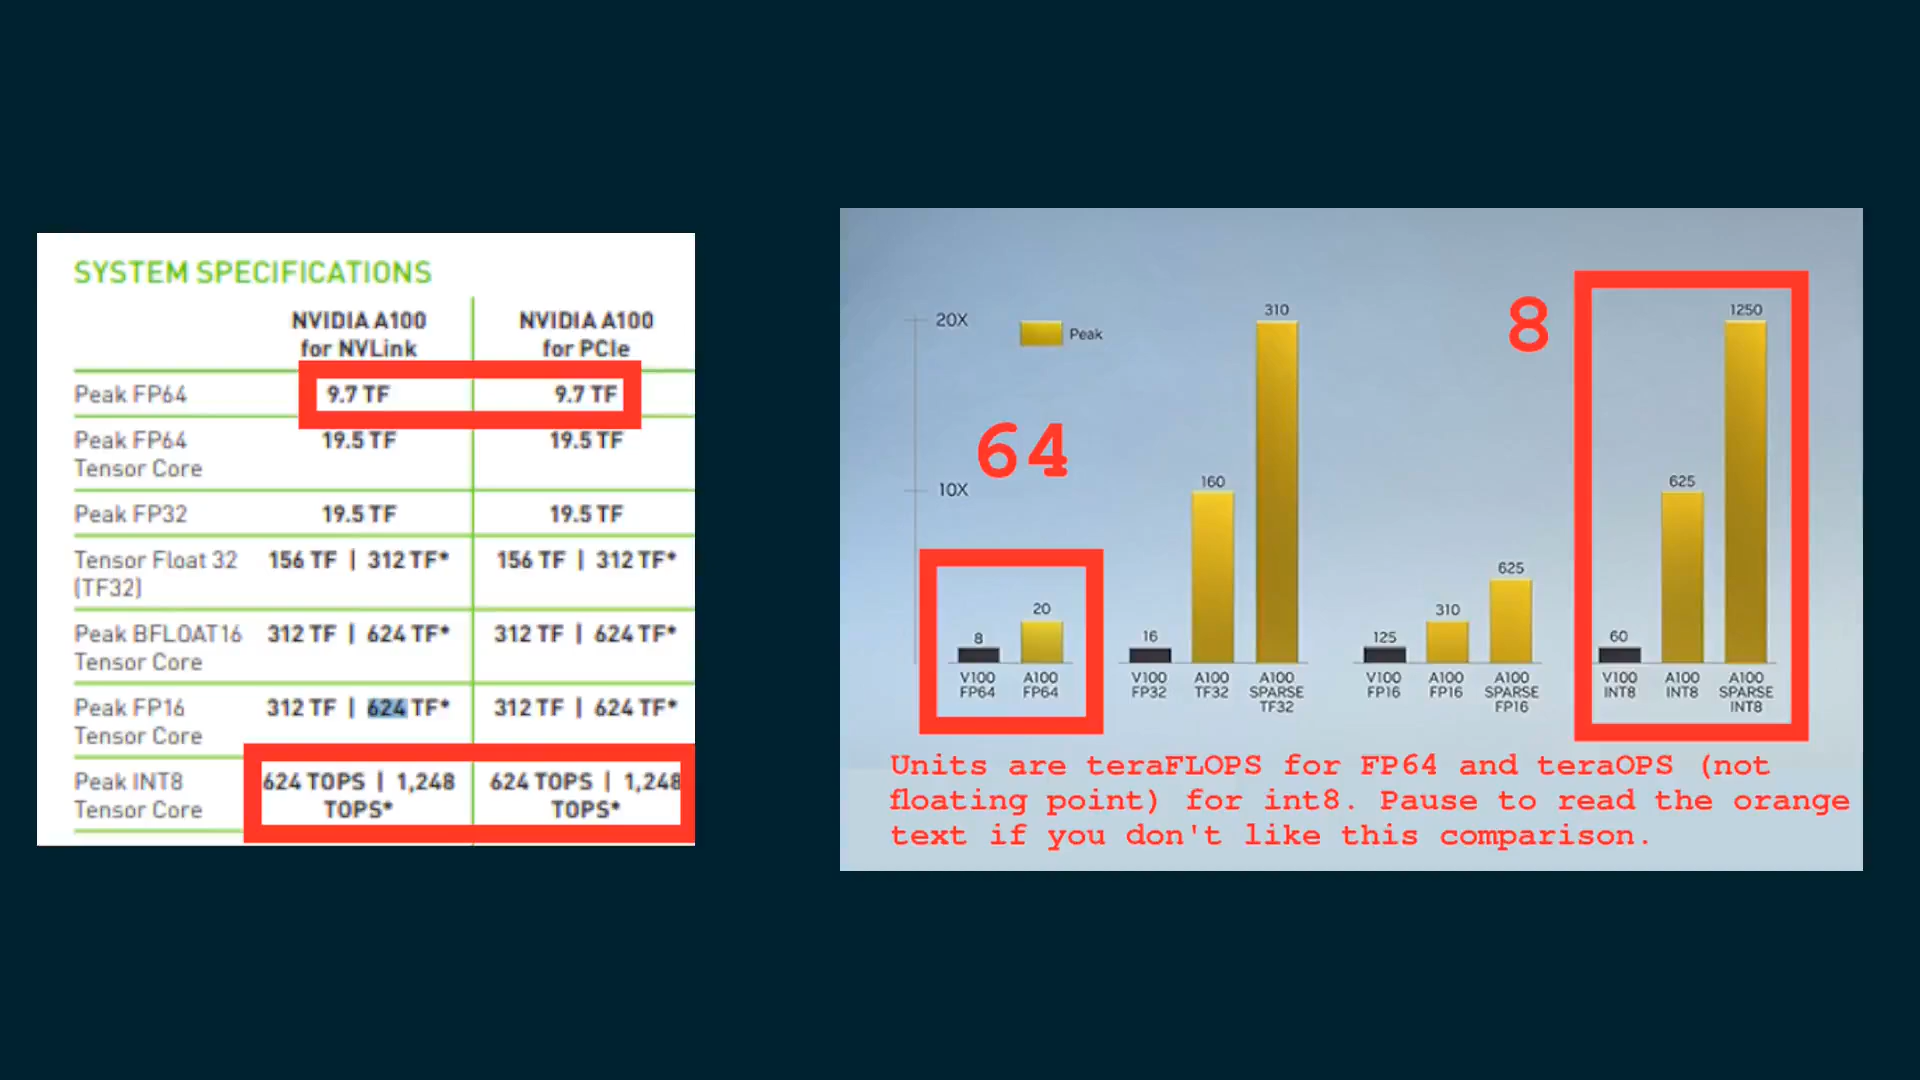 SYSTEM SPECIFICATIONS
NVIDIA A100 for NVLink NVIDIA A100 for PCIe
Peak FP64 9.7 TF 9.7 TF
Peak FP64 Tensor Core 19.5 TF 19.5 TF
Peak FP32 19.5 TF 19.5 TF
Tensor Float 32 (TF32) 156 TF | 312 TF* 156 TF | 312 TF*
Peak BFLOAT16 Tensor Core 312 TF | 624 TF* 312 TF | 624 TF*
Peak FP16 Tensor Core 312 TF | 624 TF* 312 TF | 624 TF*
Peak INT8 Tensor Core 624 TOPS | 1,248 TOPS* 624 TOPS | 1,248 TOPS*
20X
10X
Peak
64
8
8 20
16 160 310
125 310 625
60 625 1250
V100 FP64 A100 FP64
V100 FP32 A100 TF32 A100 SPARSE TF32
V100 FP16 A100 FP16 A100 SPARSE FP16
V100 INT8 A100 INT8 A100 SPARSE INT8
Units are teraFLOPS for FP64 and teraOPS (not
floating point) for int8. Pause to read the orange
text if you don't like this comparison.